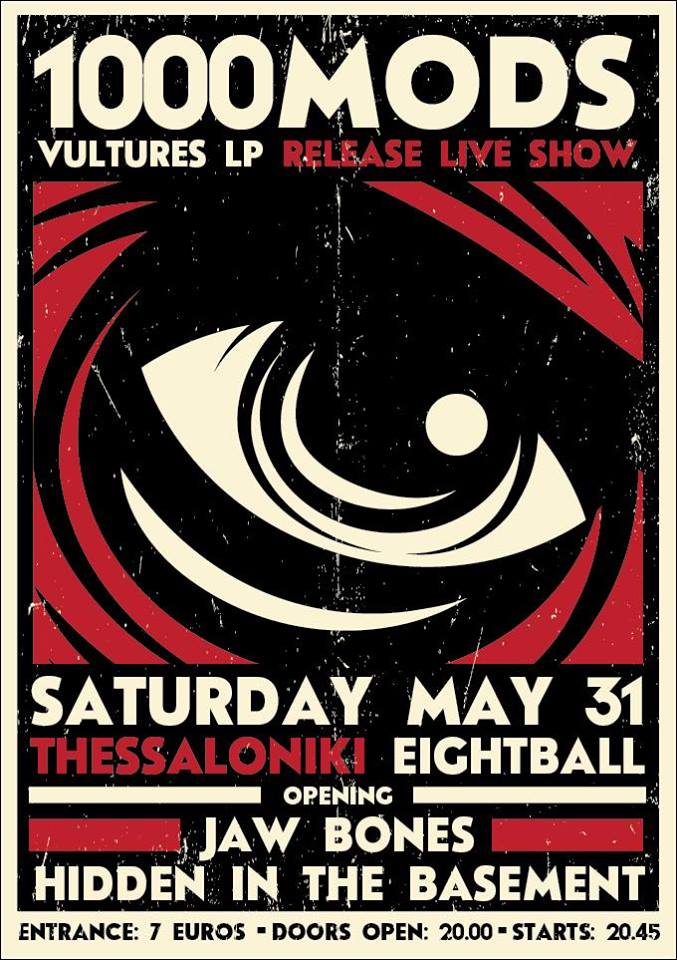 1000MODS
VULTURES LP RELEASE LIVE SHOW
SATURDAY MAY 31
THESSALONIKI EIGHTBALL
OPENING
JAW BONES
HIDDEN IN THE BASEMENT
ENTRANCE: 7 EUROS - DOORS OPEN: 20.00 - STARTS: 20.45